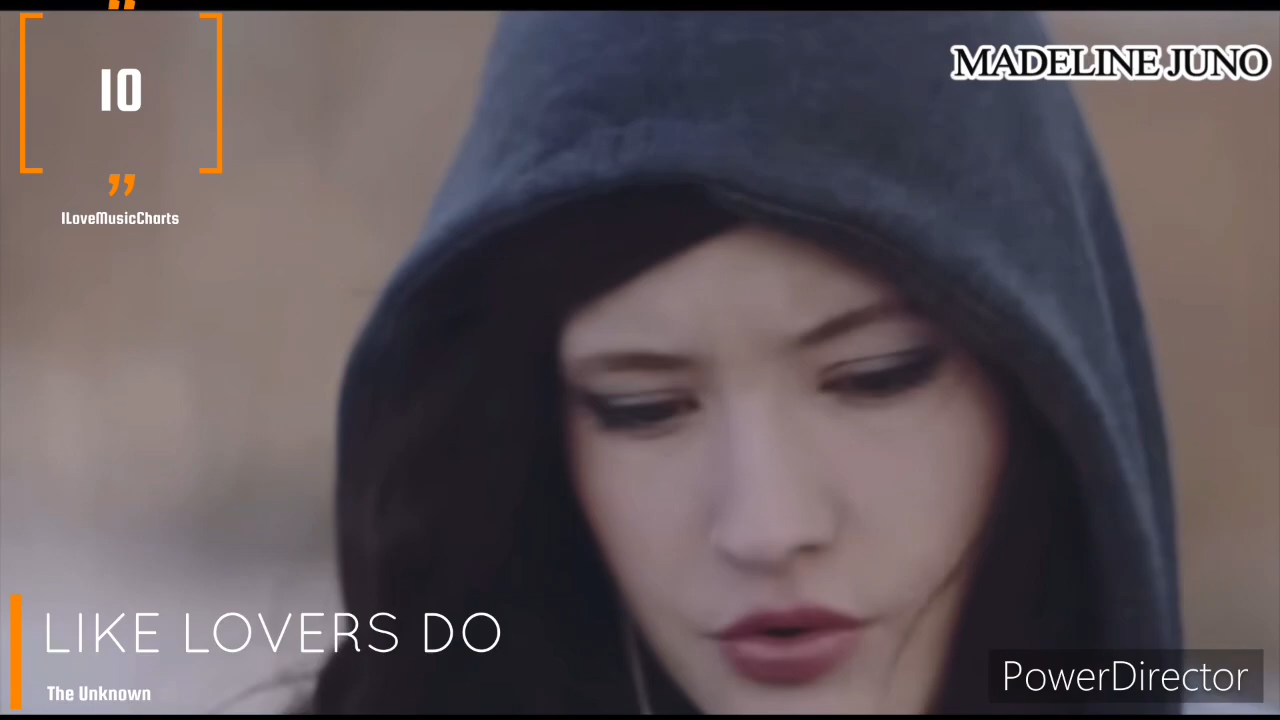 10
ILoveMusicCharts
MADELINE JUNO
LIKE LOVERS DO
The Unknown
PowerDirector